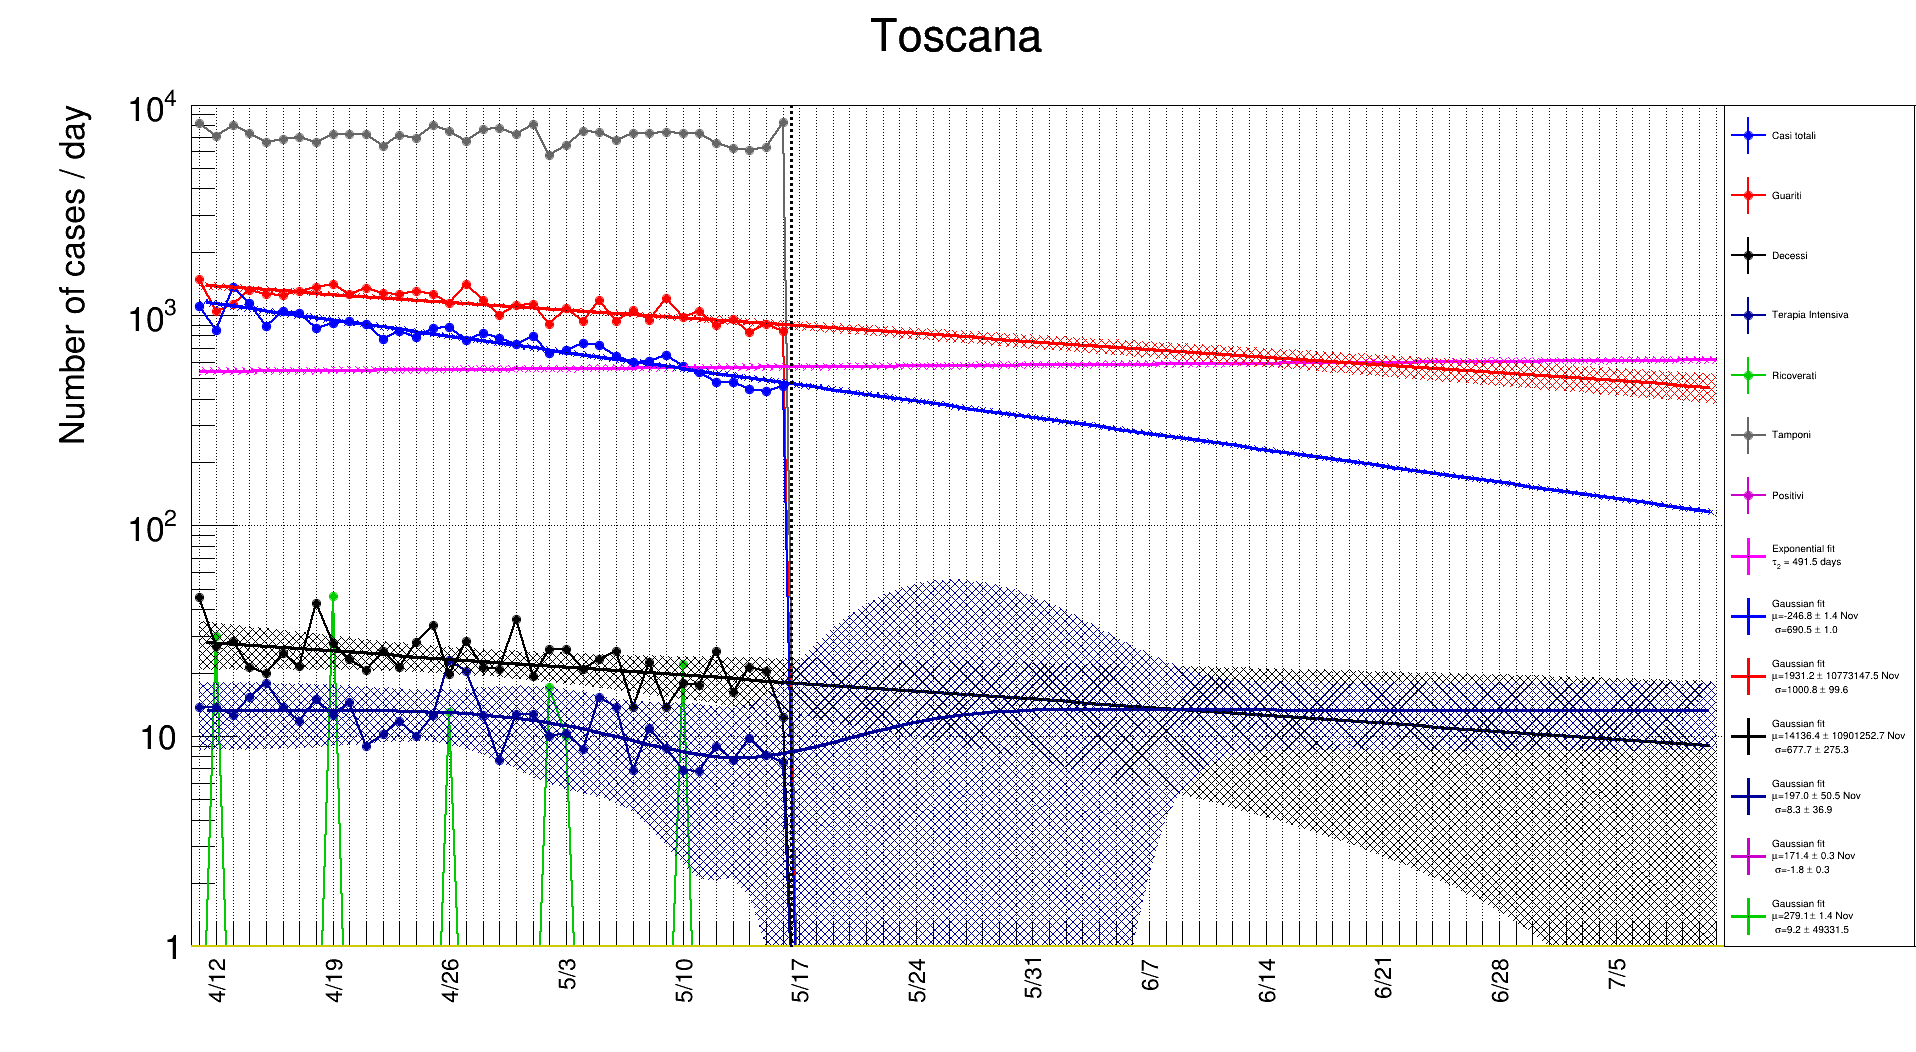 Toscana
Number of cases / day
10^4
10^3
10^2
10
1
4/12
4/19
4/26
5/3
5/10
5/17
5/24
5/31
6/7
6/14
6/21
6/28
7/5
Casi totali
Guariti
Decessi
Terapia Intensiva
Ricoverati
Tamponi
Positivi
Exponential fit
τ₂ = 491.5 days
Gaussian fit
μ=-246.8 ± 1.4 Nov
σ=690.5 ± 1.0
Gaussian fit
μ=1931.2 ± 10773147.5 Nov
σ=1000.8 ± 99.6
Gaussian fit
μ=14136.4 ± 10901252.7 Nov
σ=677.7 ± 275.3
Gaussian fit
μ=197.0 ± 50.5 Nov
σ=8.3 ± 36.9
Gaussian fit
μ=171.4 ± 0.3 Nov
σ=-1.8 ± 0.3
Gaussian fit
μ=279.1 ± 1.4 Nov
σ=9.2 ± 49331.5